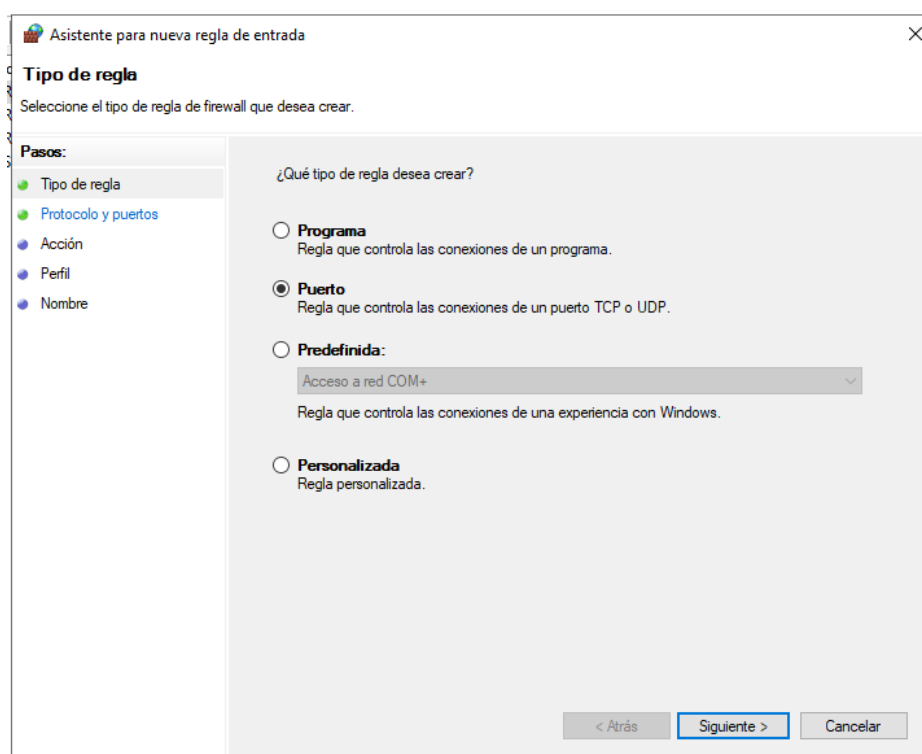 Asistente para nueva regla de entrada
Tipo de regla
Seleccione el tipo de regla de firewall que desea crear.
Pasos:
Tipo de regla
Protocolo y puertos
Acción
Perfil
Nombre
¿Qué tipo de regla desea crear?
Programa
Regla que controla las conexiones de un programa.
Puerto
Regla que controla las conexiones de un puerto TCP o UDP.
Predefinida:
Acceso a red COM+
Regla que controla las conexiones de una experiencia con Windows.
Personalizada
Regla personalizada.
< Atrás
Siguiente >
Cancelar